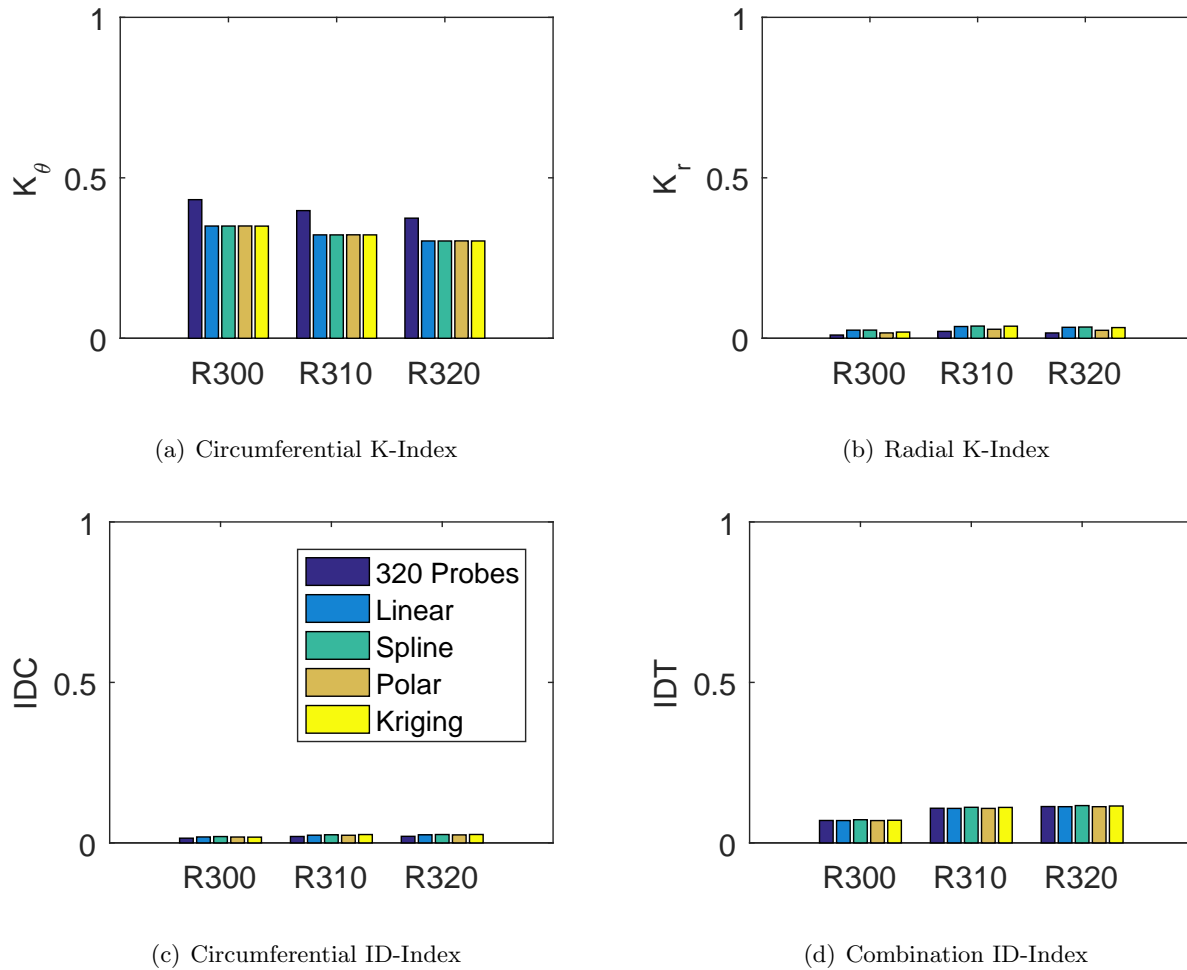 1
0.5
0
K_θ
R300 R310 R320
(a) Circumferential K-Index
1
0.5
0
K_r
R300 R310 R320
(b) Radial K-Index
1
0.5
0
IDC
320 Probes
Linear
Spline
Polar
Kriging
R300 R310 R320
(c) Circumferential ID-Index
1
0.5
0
IDT
R300 R310 R320
(d) Combination ID-Index